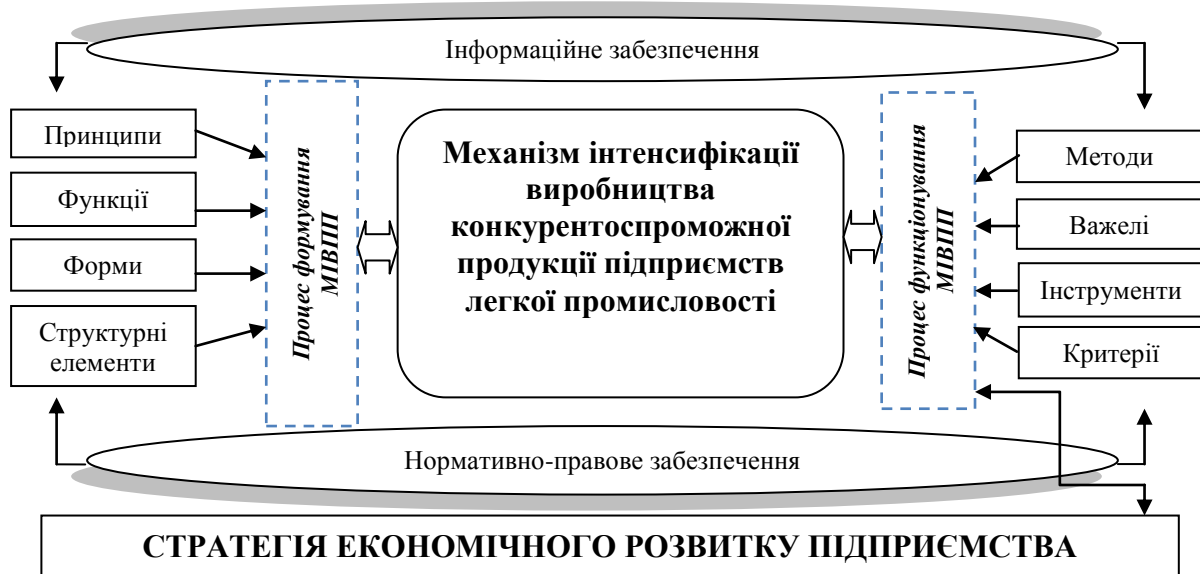 Інформаційне забезпечення
Принципи
Функції
Форми
Структурні
елементи
Процес формування
МІВПП
Механізм інтенсифікації
виробництва
конкурентоспроможної
продукції підприємств
легкої промисловості
Процес функціонування
МІВПП
Методи
Важелі
Інструменти
Критерії
Нормативно-правове забезпечення
СТРАТЕГІЯ ЕКОНОМІЧНОГО РОЗВИТКУ ПІДПРИЄМСТВА